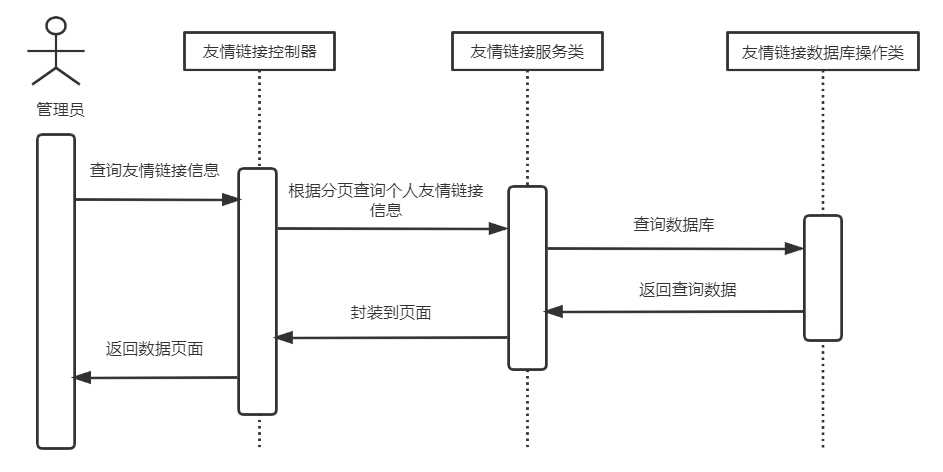 友情链接控制器
友情链接服务类
友情链接数据库操作类
管理员
查询友情链接信息
根据分页查询个人友情链接
信息
查询数据库
返回查询数据
封装到页面
返回数据页面